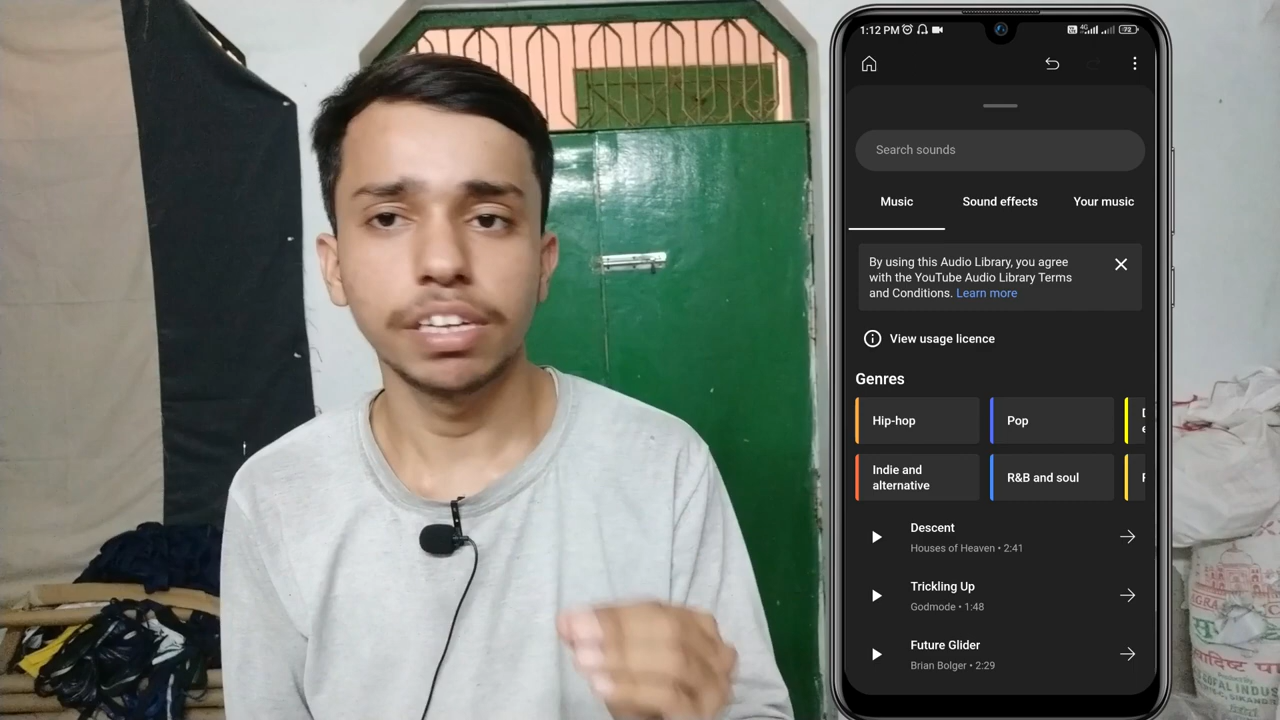 1:12 PM
4G
72
Search sounds
Music
Sound effects
Your music
By using this Audio Library, you agree
with the YouTube Audio Library Terms
and Conditions. Learn more
View usage licence
Genres
Hip-hop
Pop
Indie and
alternative
R&B and soul
Descent
Houses of Heaven • 2:41
Trickling Up
Godmode • 1:48
Future Glider
Brian Bolger • 2:29